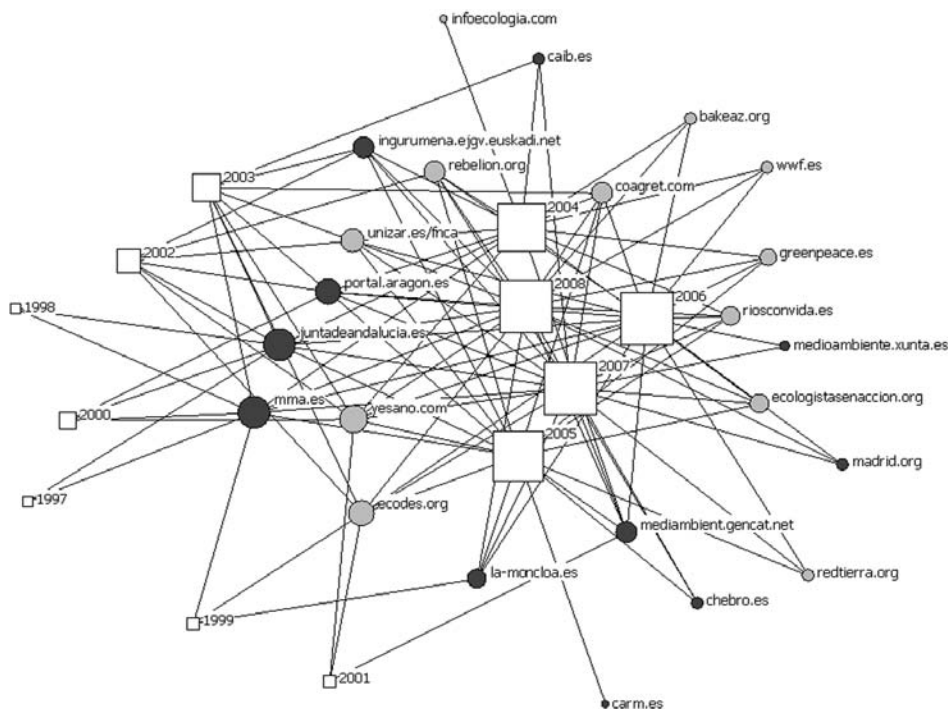 infoecologia.com
caib.es
bakeaz.org
ingurumena.ejgv.euskadi.net
rebelion.org
wwf.es
2003
coagret.com
2004
unizar.es/fnca
2002
greenpeace.es
portal.aragon.es
2008
2006
1998
riosconvida.es
juntadeandalucia.es
medioambiente.xunta.es
2007
mma.es
yesano.com
ecologistasenaccion.org
2000
2005
madrid.org
1997
ecodes.org
mediambient.gencat.net
la-moncloa.es
redtierra.org
chebro.es
1999
2001
carm.es